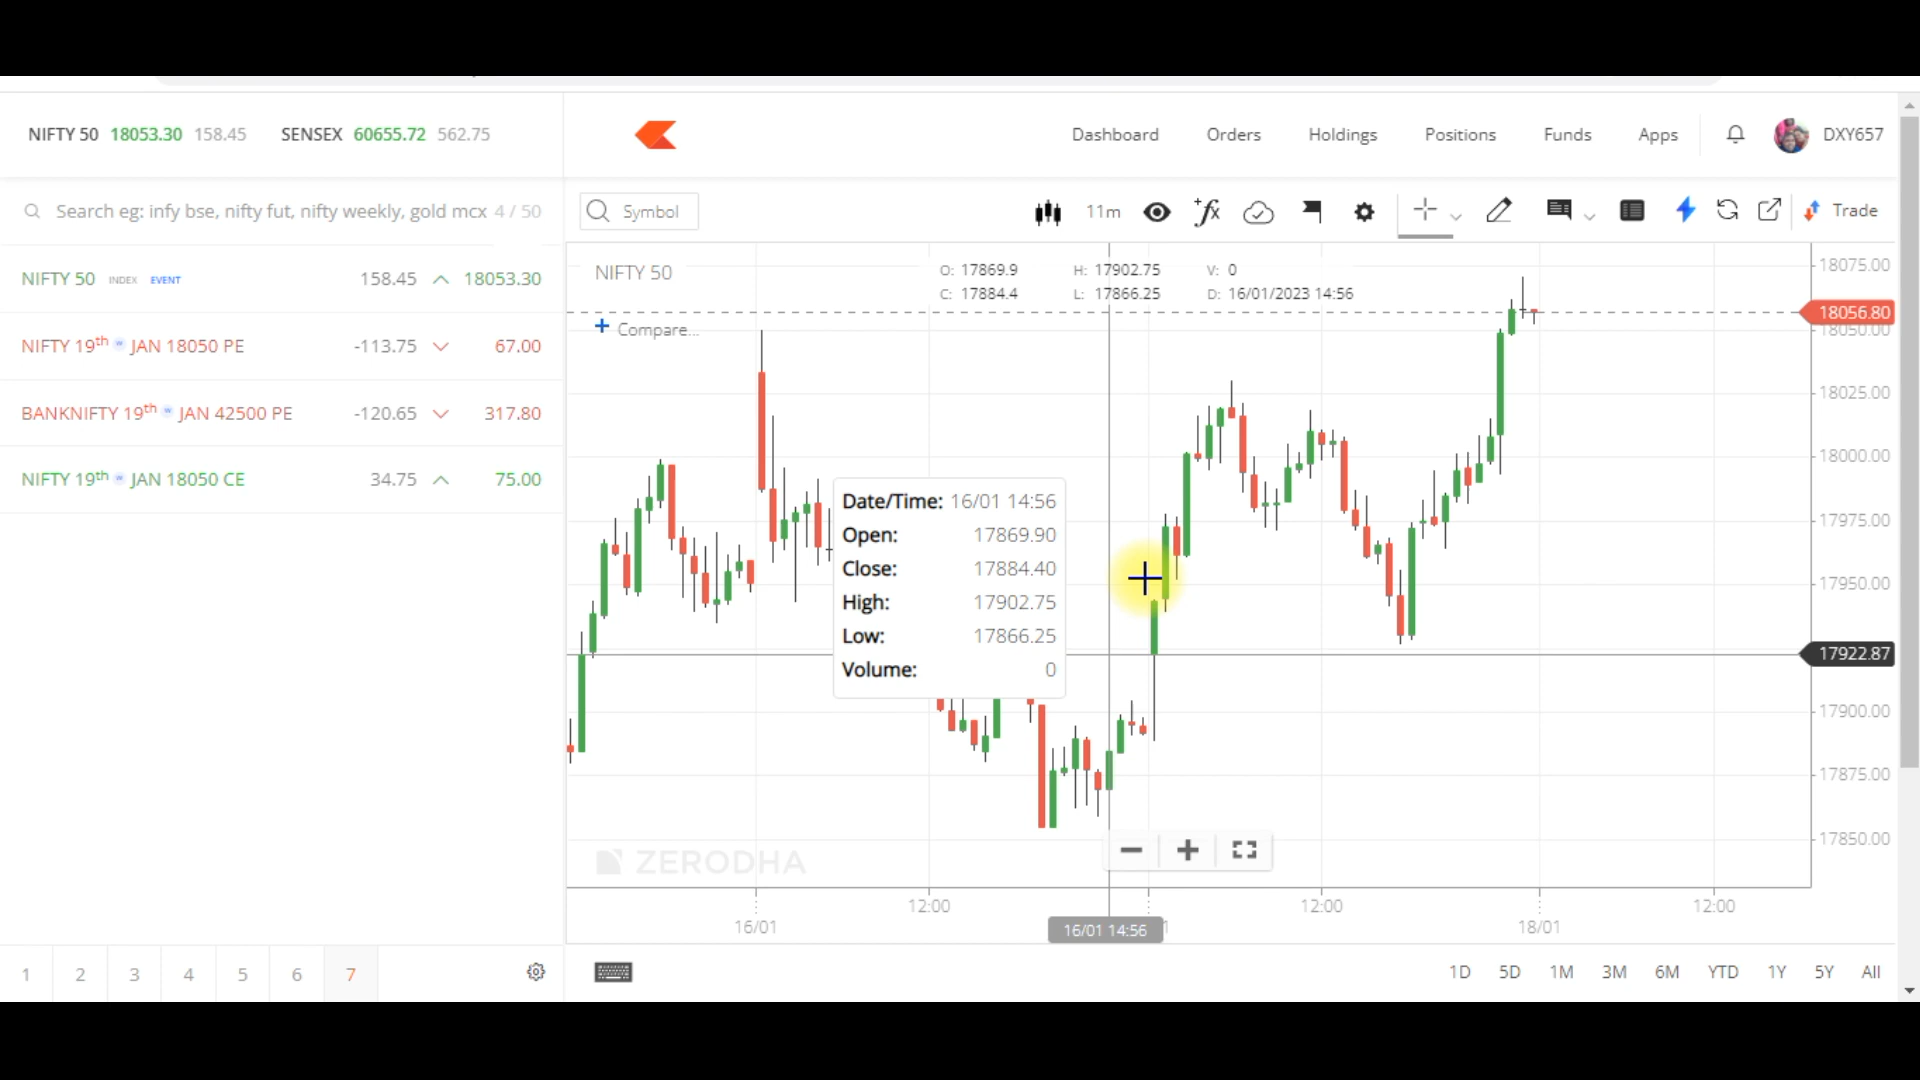 NIFTY 50 18053.30 158.45 SENSEX 60655.72 562.75
Dashboard Orders Holdings Positions Funds Apps DXY657
Search eg: infy bse, nifty fut, nifty weekly, gold mcx 4 / 50
Symbol 11m Trade
NIFTY 50 INDEX EVENT 158.45 18053.30
NIFTY 19th w JAN 18050 PE -113.75 67.00
BANKNIFTY 19th w JAN 42500 PE -120.65 317.80
NIFTY 19th w JAN 18050 CE 34.75 75.00
NIFTY 50
O: 17869.9 H: 17902.75 V: 0
C: 17884.4 L: 17866.25 D: 16/01/2023 14:56
+ Compare...
Date/Time: 16/01 14:56
Open: 17869.90
Close: 17884.40
High: 17902.75
Low: 17866.25
Volume: 0
18075.00
18056.80
18050.00
18025.00
18000.00
17975.00
17950.00
17922.87
17900.00
17875.00
17850.00
ZERODHA
12:00 12:00 12:00
16/01 16/01 14:56 18/01
1 2 3 4 5 6 7
1D 5D 1M 3M 6M YTD 1Y 5Y All